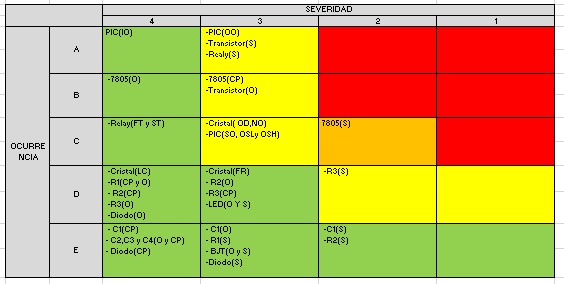 SEVERIDAD
4 3 2 1
OCURRE
NCIA
A
PIC(IO)
-PIC(OO)
-Transistor(S)
-Realy(S)
B
-7805(O)
-7805(CP)
-Transistor(O)
C
-Relay(FT y ST)
-Cristal( OD,NO)
-PIC(SO, OSLy OSH)
7805(S)
D
-Cristal(LC)
- R1(CP y O)
- R2(CP)
-R3(O)
-Diodo(O)
-Cristal(FR)
- R2(O)
-R3(CP)
-LED(O Y S)
-R3(S)
E
- C1(CP)
- C2,C3 y C4(O y CP)
- Diodo(CP)
- C1(O)
- R1(S)
- BJT(O y S)
-Diodo(S)
-C1(S)
-R2(S)